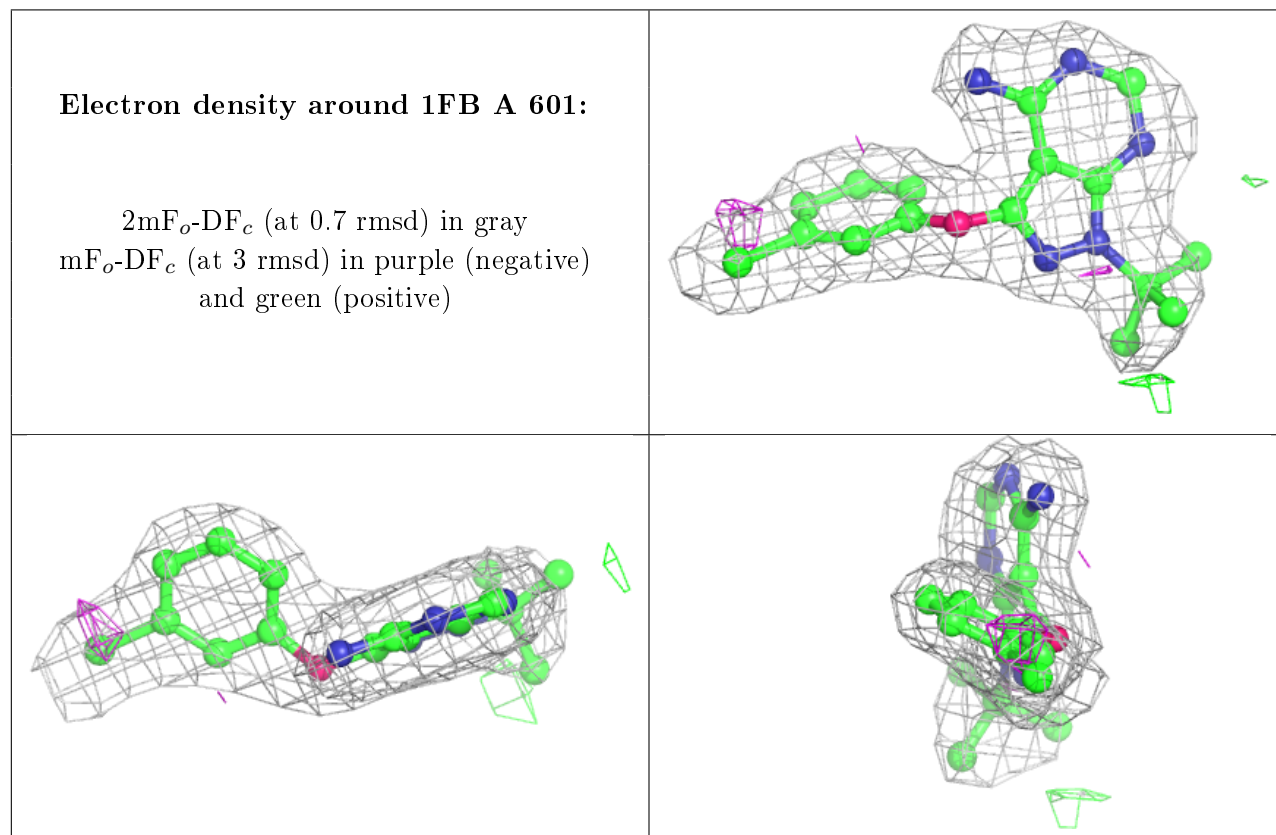 Electron density around 1FB A 601:
2mFo-DFc (at 0.7 rmsd) in gray
mFo-DFc (at 3 rmsd) in purple (negative)
and green (positive)